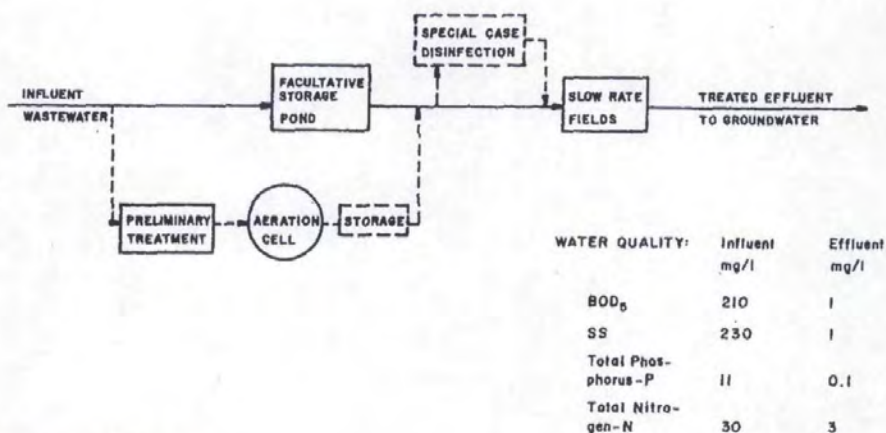 SPECIAL CASE
DISINFECTION
INFLUENT
WASTEWATER
FACULTATIVE
STORAGE
POND
SLOW RATE
FIELDS
TREATED EFFLUENT
TO GROUNDWATER
PRELIMINARY
TREATMENT
AERATION
CELL
STORAGE
WATER QUALITY: Influent Effluent
mg/l mg/l
BOD5 210 1
SS 230 1
Total Phos-
phorus-P 11 0.1
Total Nitro-
gen-N 30 3